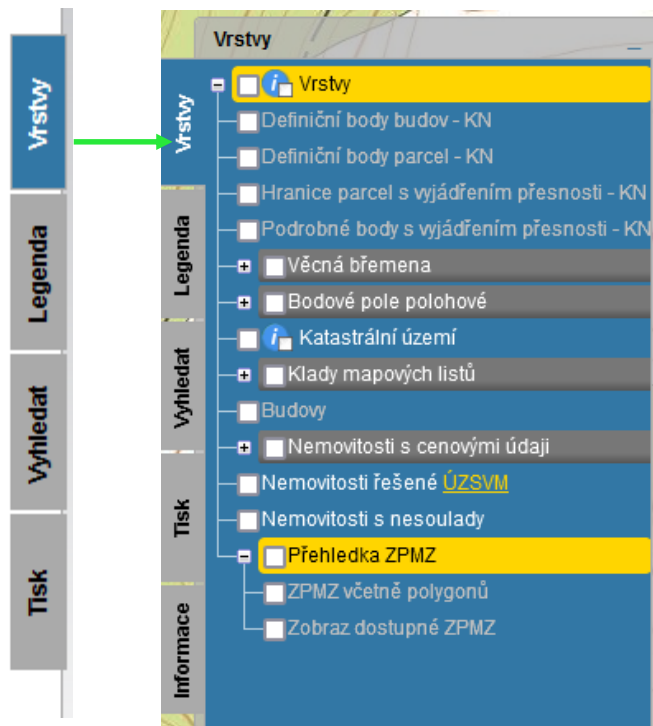 Vrstvy
Legenda
Vyhledat
Tisk
Vrstvy
Vrstvy
Legenda
Vyhledat
Tisk
Informace
Vrstvy
Definiční body budov - KN
Definiční body parcel - KN
Hranice parcel s vyjádřením přesnosti - KN
Podrobné body s vyjádřením přesnosti - KN
Věcná břemena
Bodové pole polohové
Katastrální území
Klady mapových listů
Budovy
Nemovitosti s cenovými údaji
Nemovitosti řešené ÚZSVM
Nemovitosti s nesoulady
Přehledka ZPMZ
ZPMZ včetně polygonů
Zobraz dostupné ZPMZ